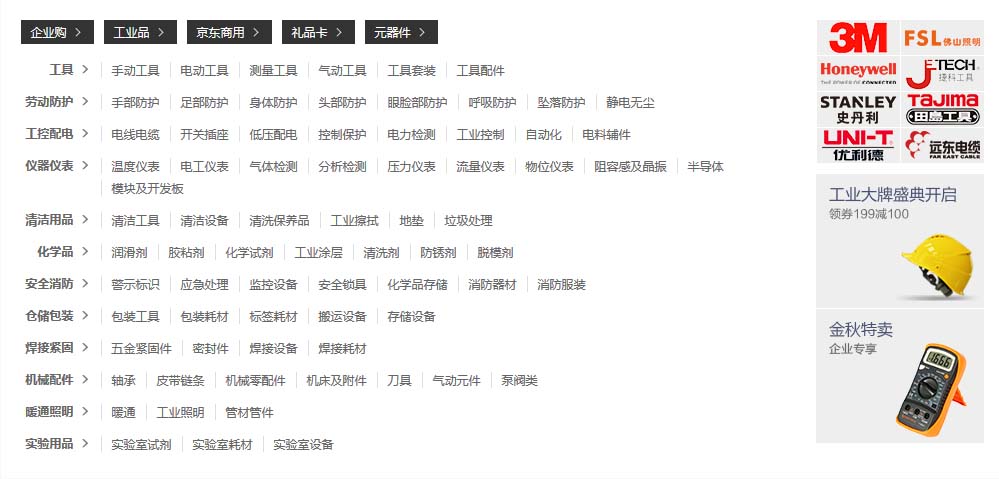 企业购 > 工业品 > 京东商用 > 礼品卡 > 元器件 >
工具 > 手动工具 电动工具 测量工具 气动工具 工具套装 工具配件
劳动防护 > 手部防护 足部防护 身体防护 头部防护 眼脸部防护 呼吸防护 坠落防护 静电无尘
工控配电 > 电线电缆 开关插座 低压配电 控制保护 电力检测 工业控制 自动化 电料辅件
仪器仪表 > 温度仪表 电工仪表 气体检测 分析检测 压力仪表 流量仪表 物位仪表 阻容感及晶振 半导体
模块及开发板
清洁用品 > 清洁工具 清洁设备 清洗保养品 工业擦拭 地垫 垃圾处理
化学品 > 润滑剂 胶粘剂 化学试剂 工业涂层 清洗剂 防锈剂 脱模剂
安全消防 > 警示标识 应急处理 监控设备 安全锁具 化学品存储 消防器材 消防服装
仓储包装 > 包装工具 包装耗材 标签耗材 搬运设备 存储设备
焊接紧固 > 五金紧固件 密封件 焊接设备 焊接耗材
机械配件 > 轴承 皮带链条 机械零配件 机床及附件 刀具 气动元件 泵阀类
暖通照明 > 暖通 工业照明 管材管件
实验用品 > 实验室试剂 实验室耗材 实验室设备
3M FSL佛山照明
Honeywell
THE POWER OF CONNECTED
JETECH
捷科工具
STANLEY
史丹利
TAJIMA
田島工具
UNI-T
优利德
远东电缆
FAR EAST CABLE
工业大牌盛典开启
领券199减100
金秋特卖
企业专享
1.666